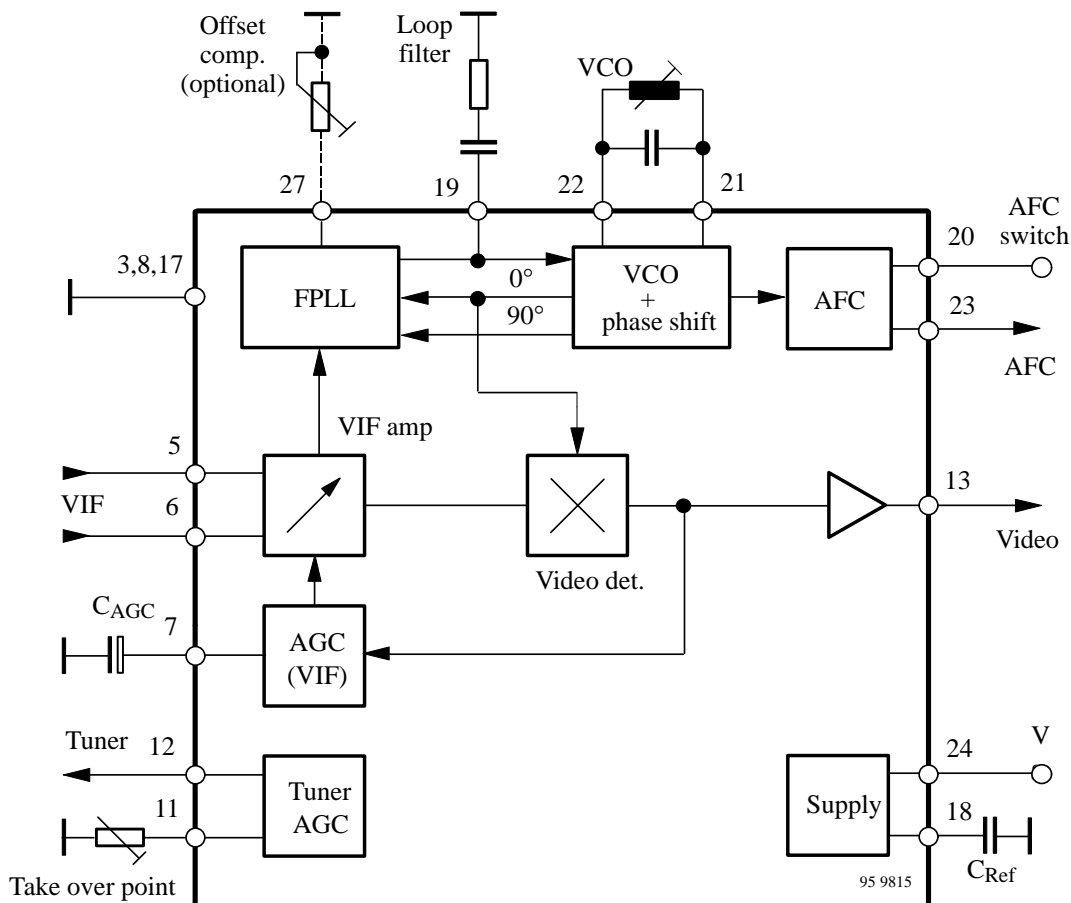 Offset
comp.
(optional)
Loop
filter
VCO
27
19
22
21
AFC
switch
20
3,8,17
FPLL
0°
90°
VCO
+
phase shift
AFC
23
AFC
VIF amp
5
VIF
6
13
Video
Video det.
CAGC
7
AGC
(VIF)
Tuner
12
11
Tuner
AGC
Take over point
24
V
Supply
18
CRef
95 9815